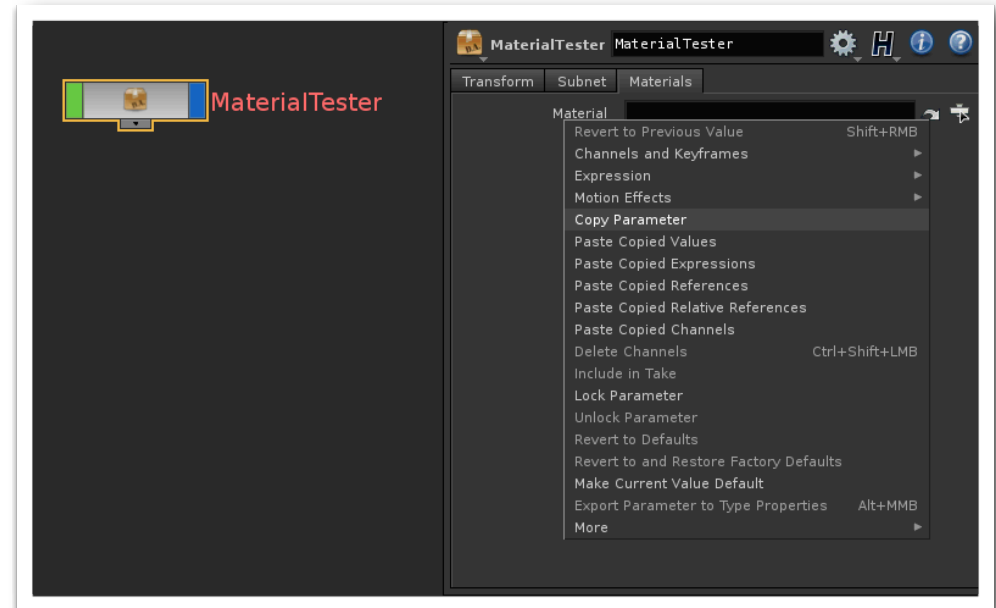 MaterialTester MaterialTester
MaterialTester
Transform Subnet Materials
Material
Revert to Previous Value Shift+RMB
Channels and Keyframes
Expression
Motion Effects
Copy Parameter
Paste Copied Values
Paste Copied Expressions
Paste Copied References
Paste Copied Relative References
Paste Copied Channels
Delete Channels Ctrl+Shift+LMB
Include in Take
Lock Parameter
Unlock Parameter
Revert to Defaults
Revert to and Restore Factory Defaults
Make Current Value Default
Export Parameter to Type Properties Alt+MMB
More